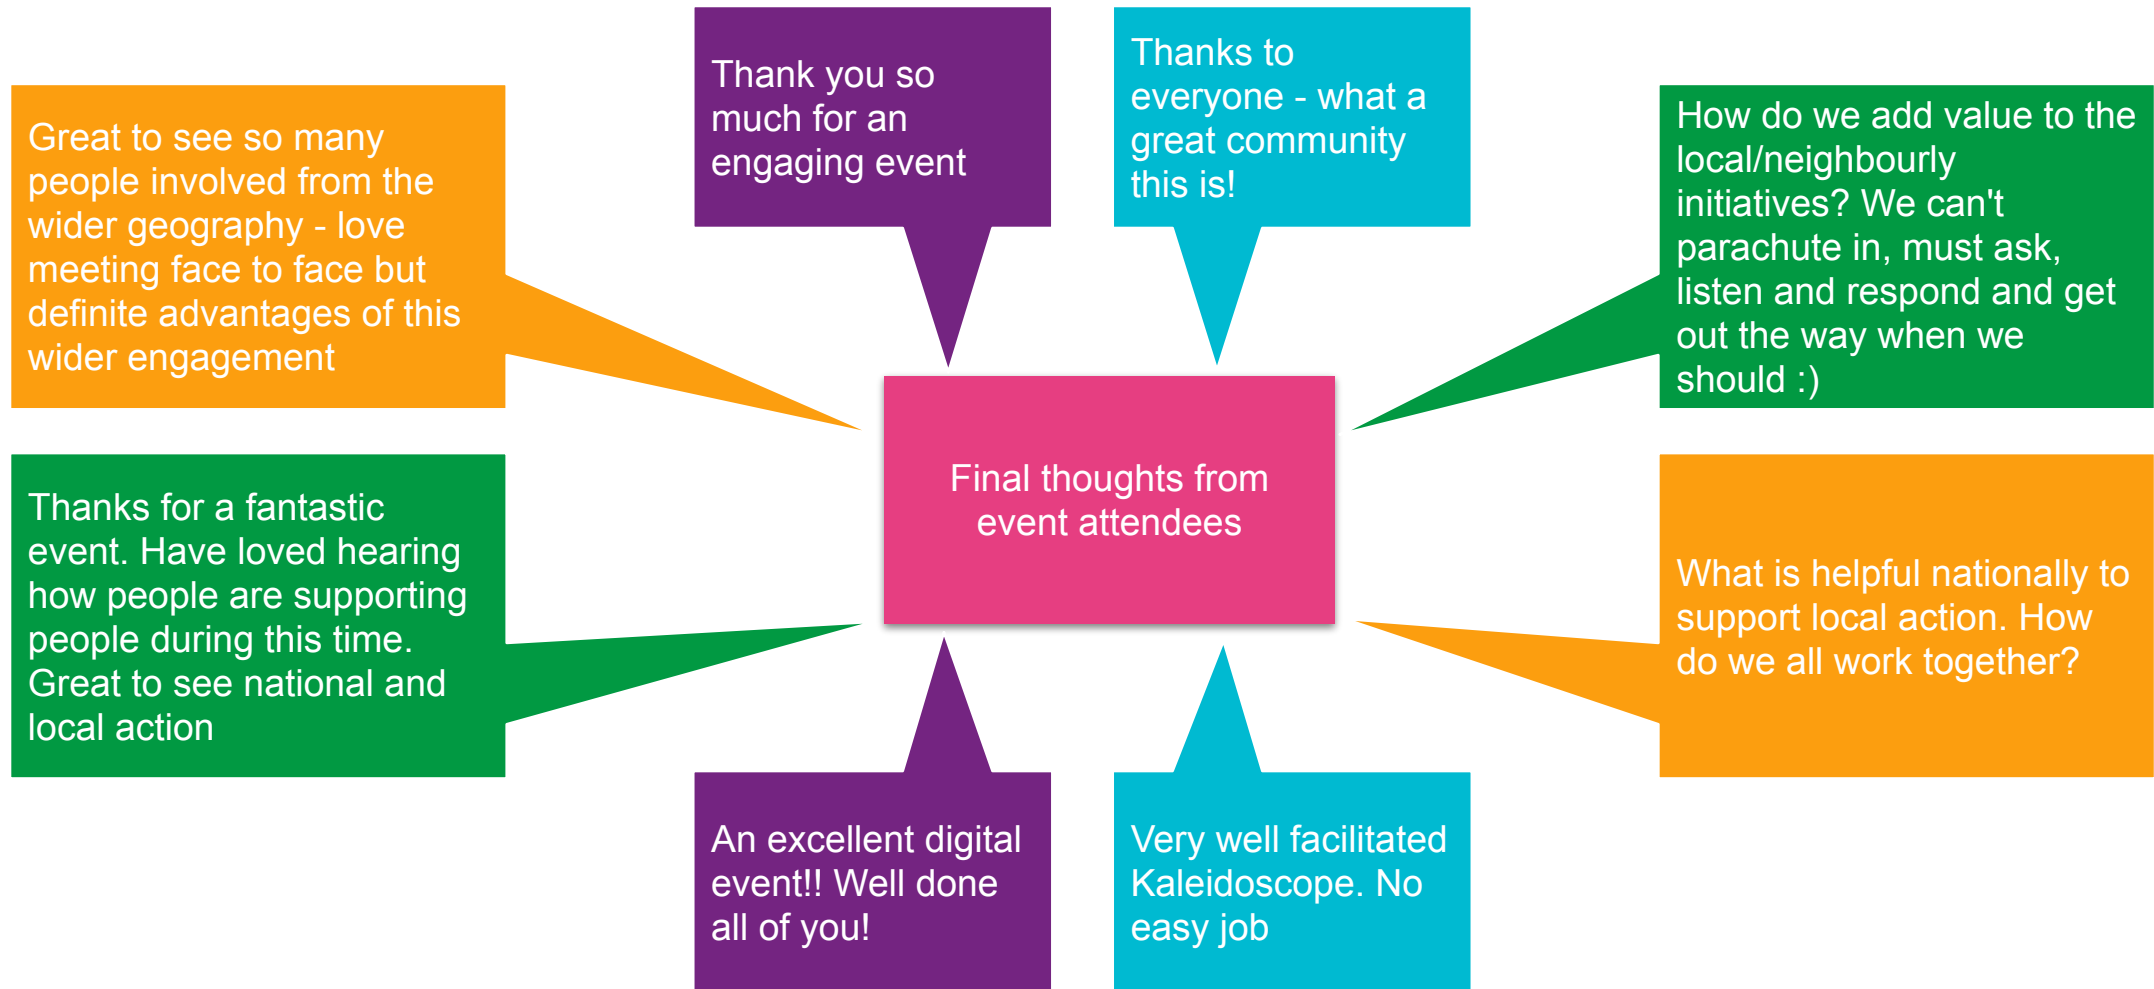 Thank you so
much for an
engaging event
Thanks to
everyone - what a
great community
this is!
Great to see so many
people involved from the
wider geography - love
meeting face to face but
definite advantages of this
wider engagement
How do we add value to the
local/neighbourly
initiatives? We can't
parachute in, must ask,
listen and respond and get
out the way when we
should :)
Final thoughts from
event attendees
Thanks for a fantastic
event. Have loved hearing
how people are supporting
people during this time.
Great to see national and
local action
What is helpful nationally to
support local action. How
do we all work together?
An excellent digital
event!! Well done
all of you!
Very well facilitated
Kaleidoscope. No
easy job